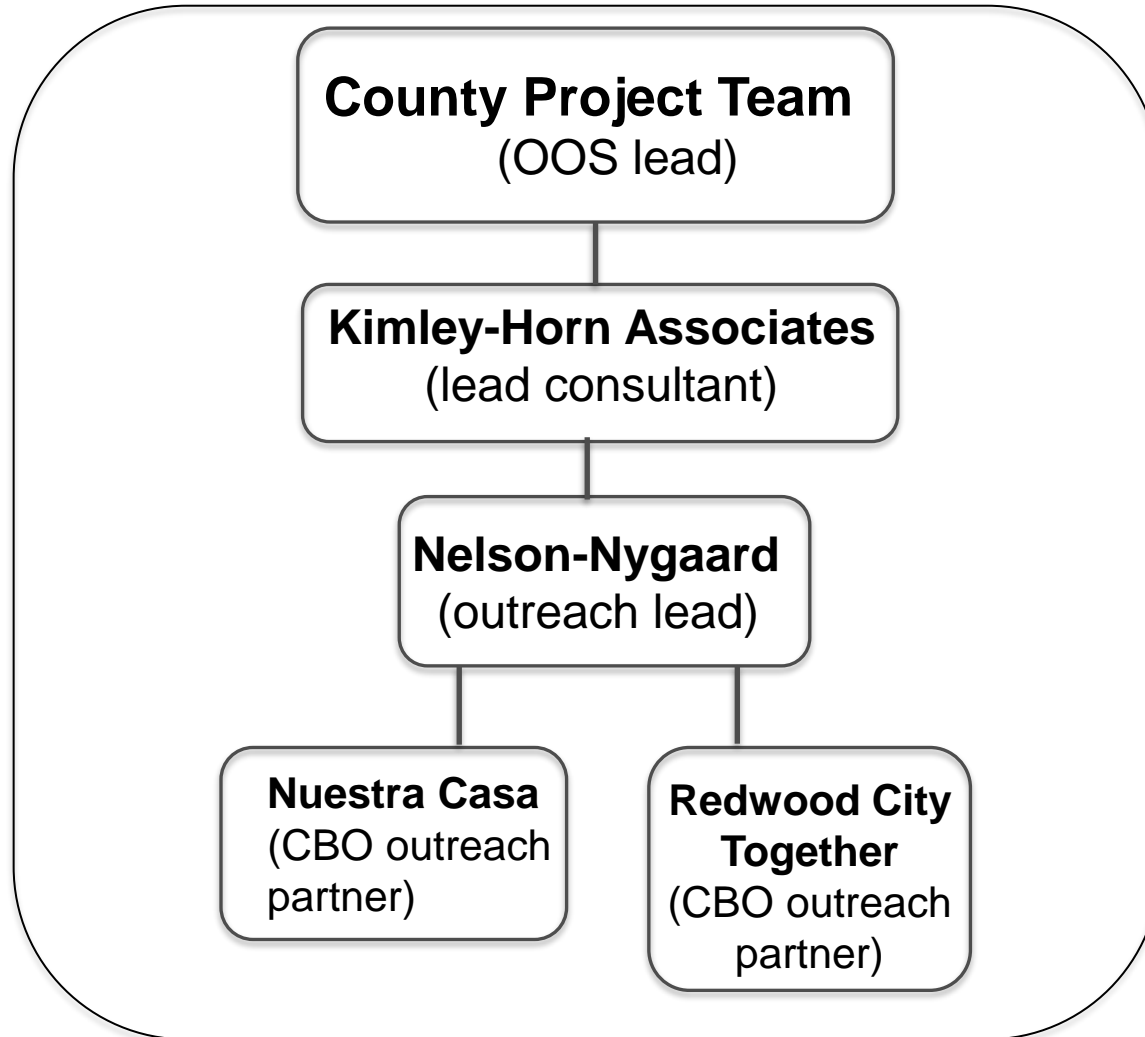 County Project Team
(OOS lead)
Kimley-Horn Associates
(lead consultant)
Nelson-Nygaard
(outreach lead)
Nuestra Casa
(CBO outreach
partner)
Redwood City
Together
(CBO outreach
partner)